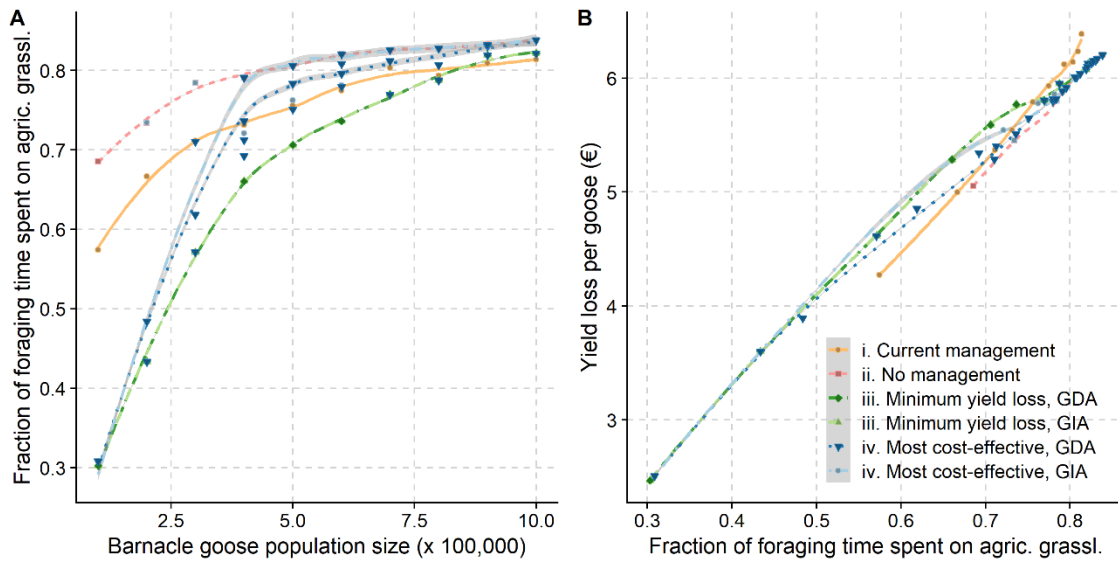 A
Fraction of foraging time spent on agric. grassl.
0.8
0.7
0.6
0.5
0.4
0.3
2.5
5.0
7.5
10.0
Barnacle goose population size (x 100,000)
B
Yield loss per goose (€)
6
5
4
3
i. Current management
ii. No management
iii. Minimum yield loss, GDA
iii. Minimum yield loss, GIA
iv. Most cost-effective, GDA
iv. Most cost-effective, GIA
0.3
0.4
0.5
0.6
0.7
0.8
Fraction of foraging time spent on agric. grassl.